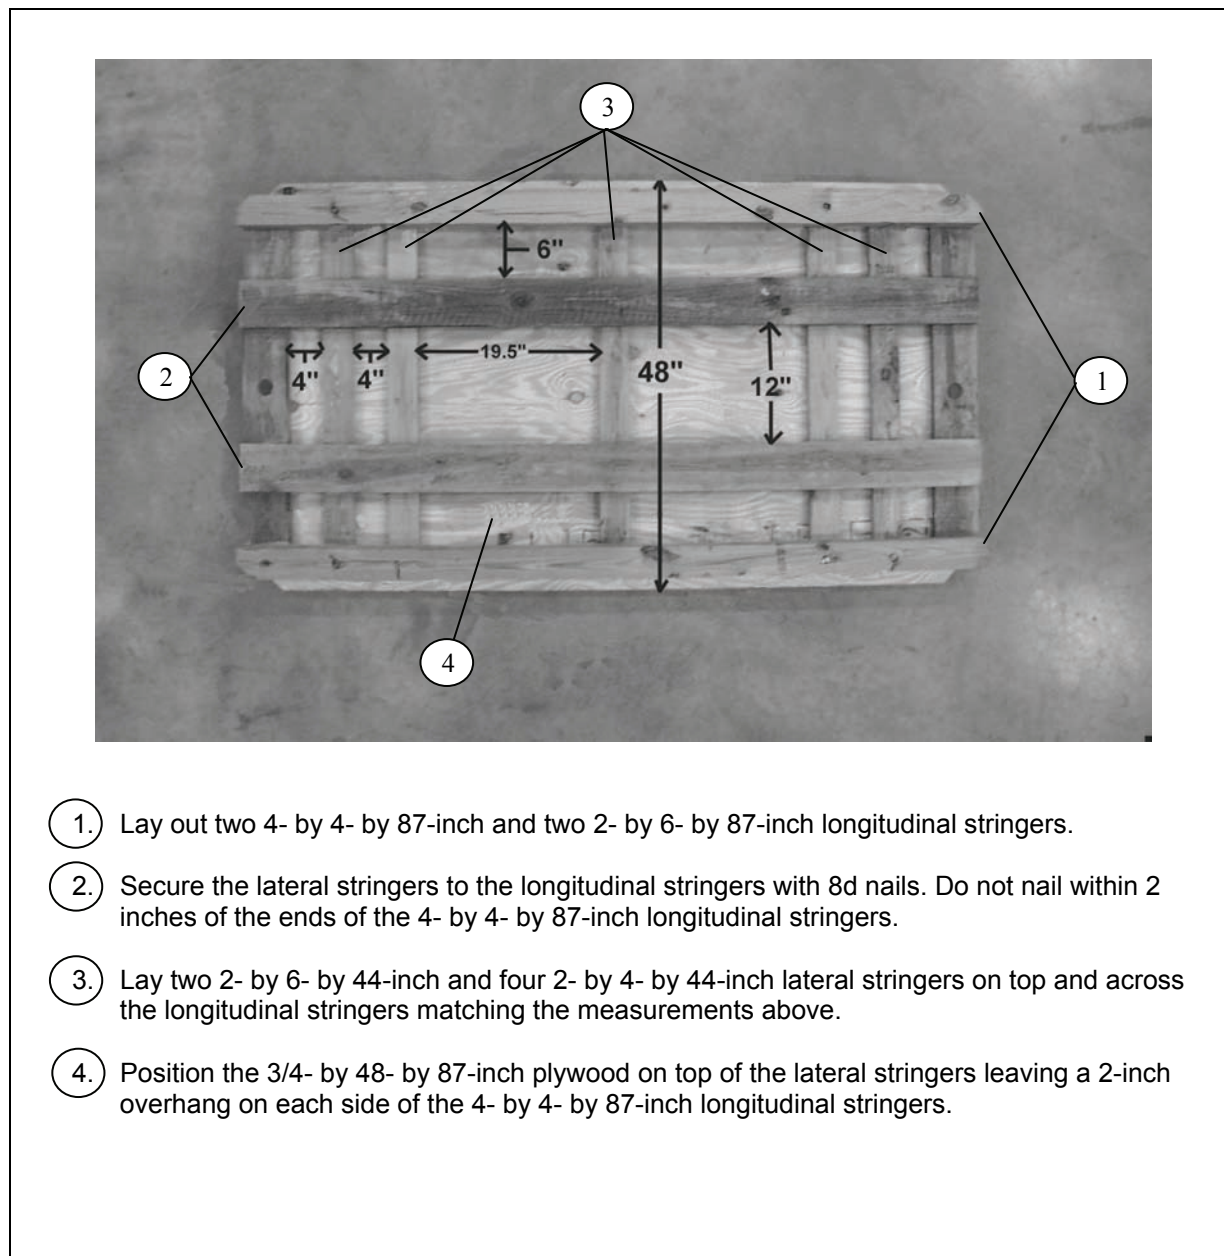 3
6"
19.5"
4"
4"
48"
12"
2
1
4
1. Lay out two 4- by 4- by 87-inch and two 2- by 6- by 87-inch longitudinal stringers.
2. Secure the lateral stringers to the longitudinal stringers with 8d nails. Do not nail within 2
inches of the ends of the 4- by 4- by 87-inch longitudinal stringers.
3. Lay two 2- by 6- by 44-inch and four 2- by 4- by 44-inch lateral stringers on top and across
the longitudinal stringers matching the measurements above.
4. Position the 3/4- by 48- by 87-inch plywood on top of the lateral stringers leaving a 2-inch
overhang on each side of the 4- by 4- by 87-inch longitudinal stringers.